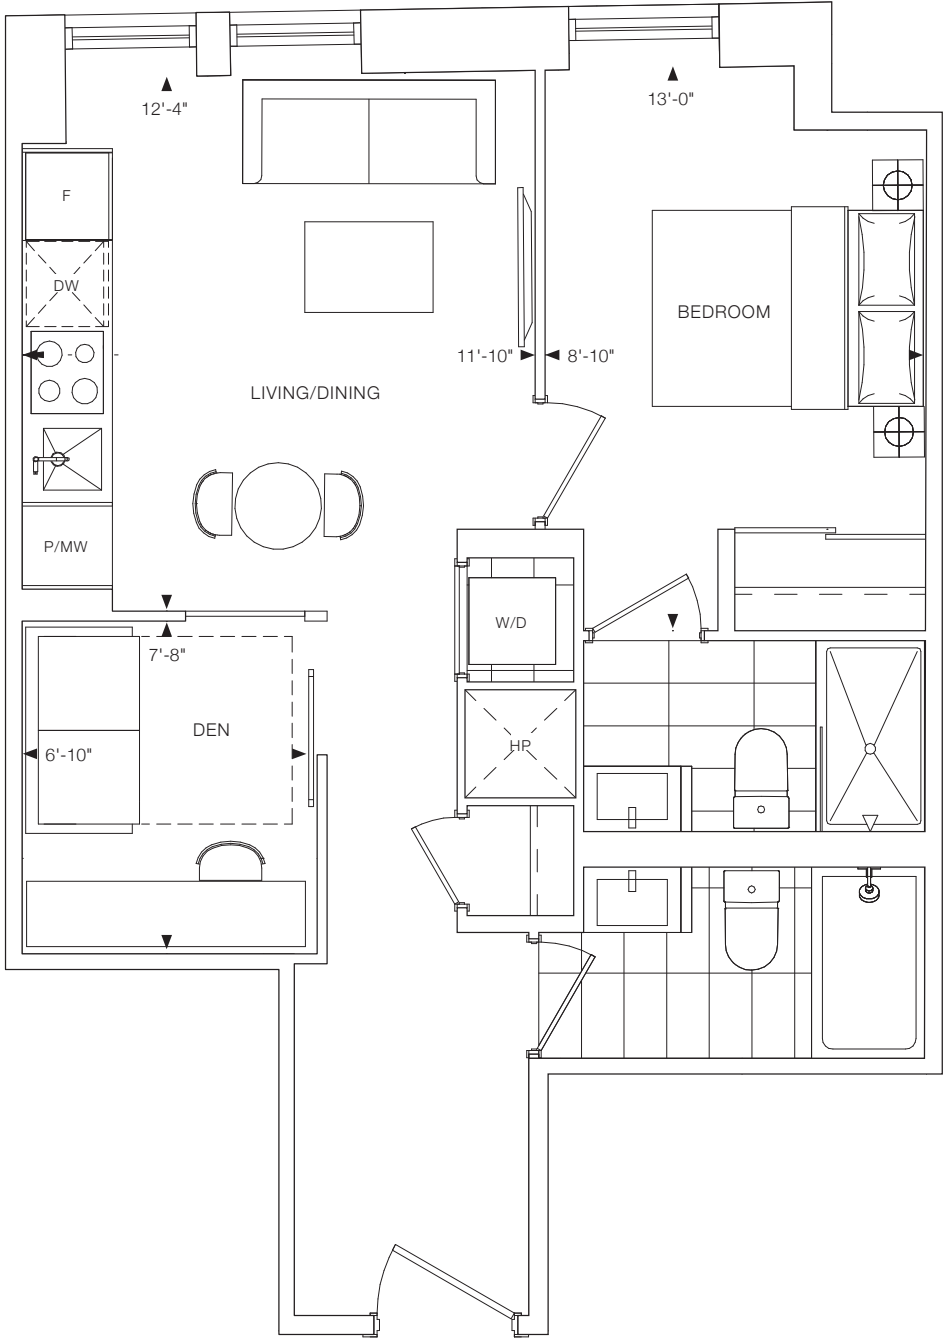 12'-4"
13'-0"
F
DW
BEDROOM
11'-10"
8'-10"
LIVING/DINING
P/MW
W/D
7'-8"
DEN
HP
6'-10"